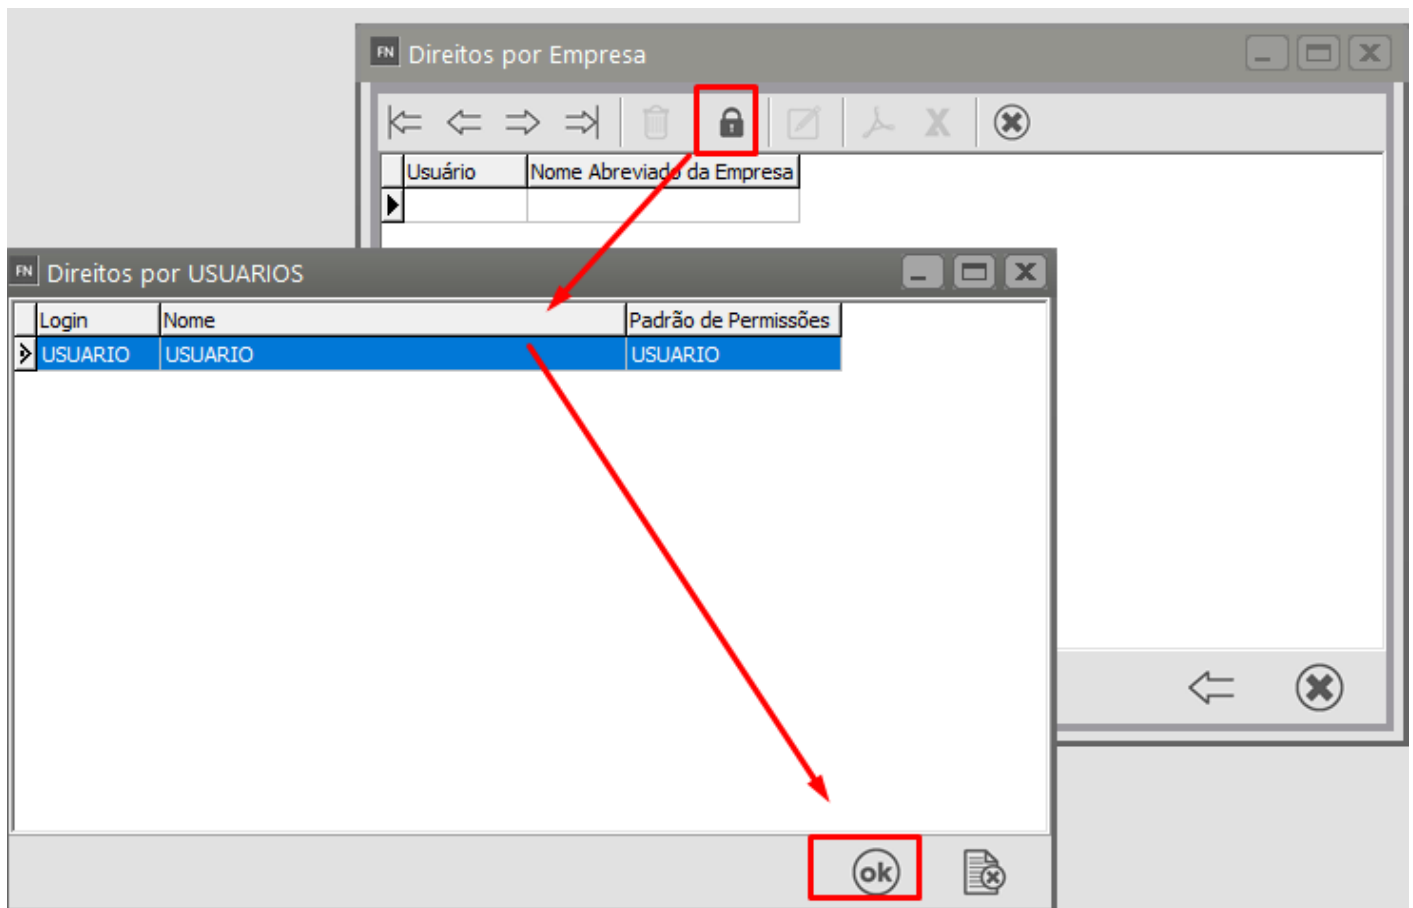 FN Direitos por Empresa
Usuário Nome Abreviado da Empresa
FN Direitos por USUARIOS
Login Nome Padrão de Permissões
USUARIO USUARIO USUARIO
ok